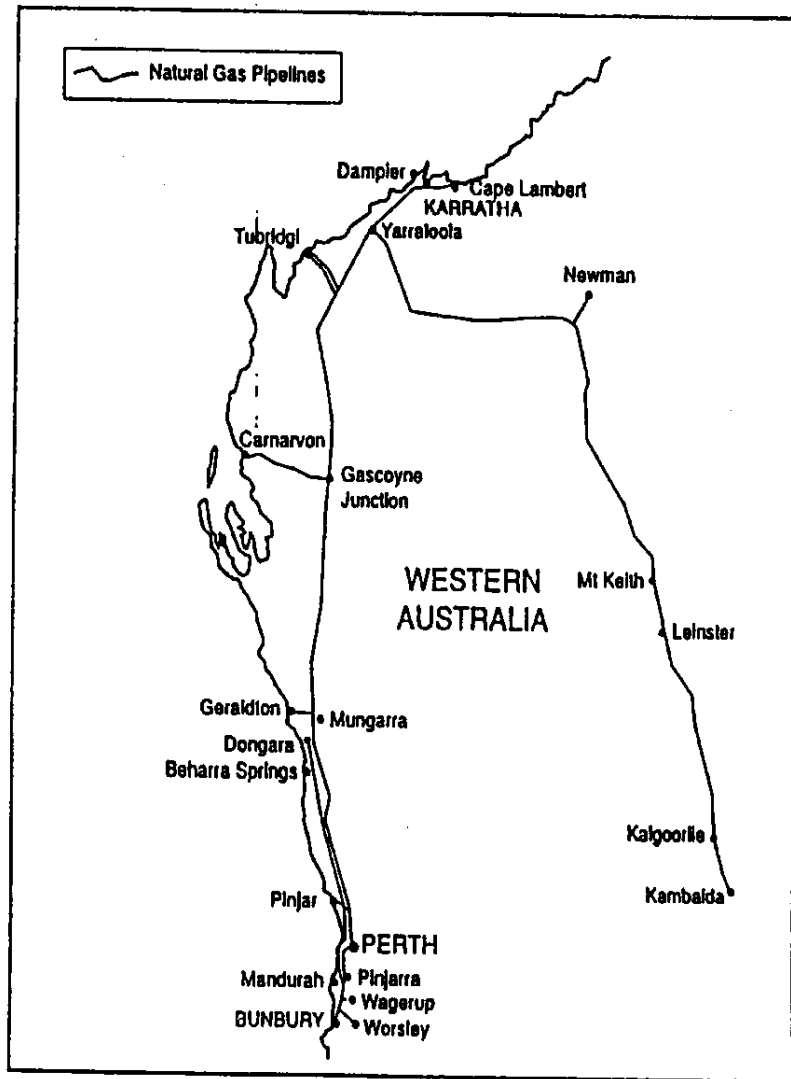 Natural Gas Pipelines
Dampier
Cape Lambert
KARRATHA
Yarraloola
Tubridgi
Newman
Carnarvon
Gascoyne
Junction
WESTERN
AUSTRALIA
Mt Keith
Leinster
Geraldton
Mungarra
Dongara
Beharra Springs
Kalgoorlie
Kambalda
Pinjar
PERTH
Mandurah
Pinjarra
Wagerup
BUNBURY
Worsley